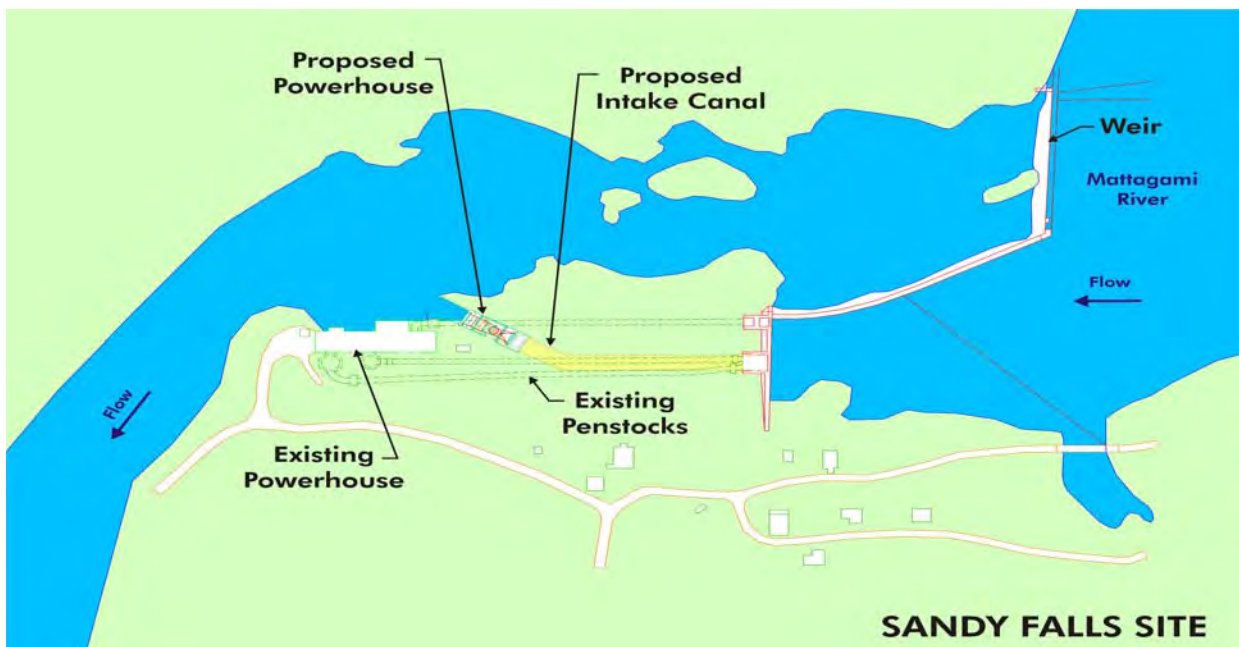 Proposed
Powerhouse
Proposed
Intake Canal
Weir
Mattagami
River
Flow
Flow
Existing
Penstocks
Existing
Powerhouse
SANDY FALLS SITE